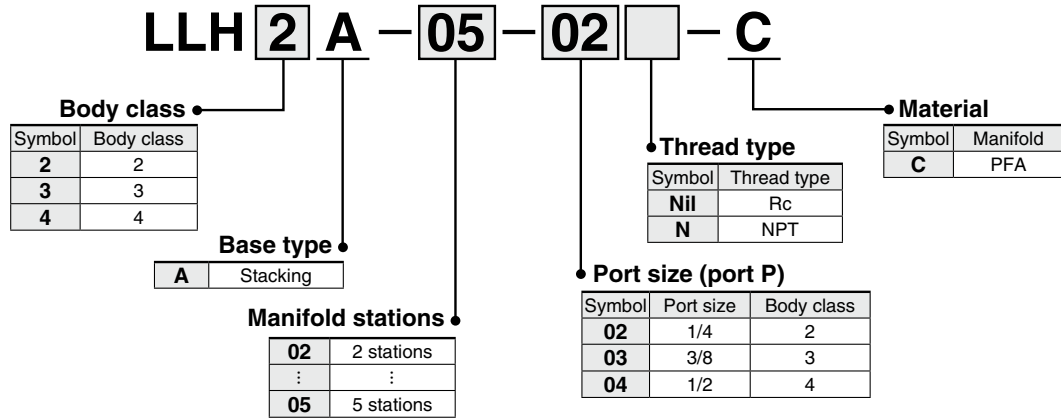 LLH 2 A — 05 — 02 — C
Body class
Symbol Body class
2 2
3 3
4 4
Material
Symbol Manifold
C PFA
Thread type
Symbol Thread type
Nil Rc
N NPT
Base type
A Stacking
Port size (port P)
Symbol Port size Body class
02 1/4 2
03 3/8 3
04 1/2 4
Manifold stations
02 2 stations
⋮ ⋮
05 5 stations